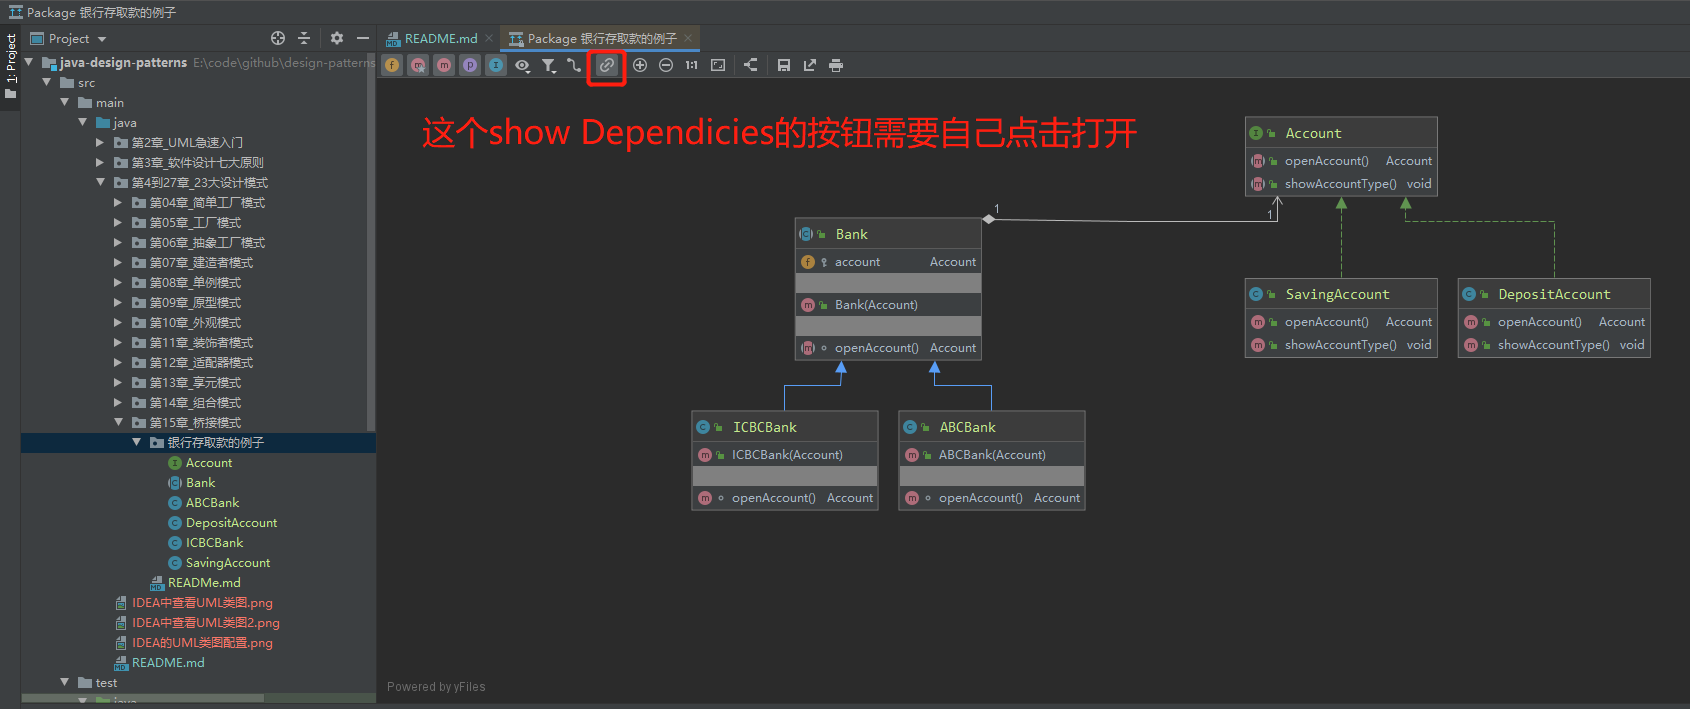 Package 银行存取款的例子
1: Project
Project
java-design-patterns E:\code\github\design-patterns
src
main
java
第2章_UML急速入门
第3章_软件设计七大原则
第4到27章_23大设计模式
第04章_简单工厂模式
第05章_工厂模式
第06章_抽象工厂模式
第07章_建造者模式
第08章_单例模式
第09章_原型模式
第10章_外观模式
第11章_装饰者模式
第12章_适配器模式
第13章_享元模式
第14章_组合模式
第15章_桥接模式
银行存取款的例子
Account
Bank
ABCBank
DepositAccount
ICBCBank
SavingAccount
READMe.md
IDEA中查看UML类图.png
IDEA中查看UML类图2.png
IDEA的UML类图配置.png
README.md
test
java
README.md
Package 银行存取款的例子
1:1
这个show Dependicies的按钮需要自己点击打开
Account
openAccount() Account
showAccountType() void
1
1
Bank
account Account
Bank(Account)
openAccount() Account
SavingAccount
openAccount() Account
showAccountType() void
DepositAccount
openAccount() Account
showAccountType() void
ICBCBank
ICBCBank(Account)
openAccount() Account
ABCBank
ABCBank(Account)
openAccount() Account
Powered by yFiles